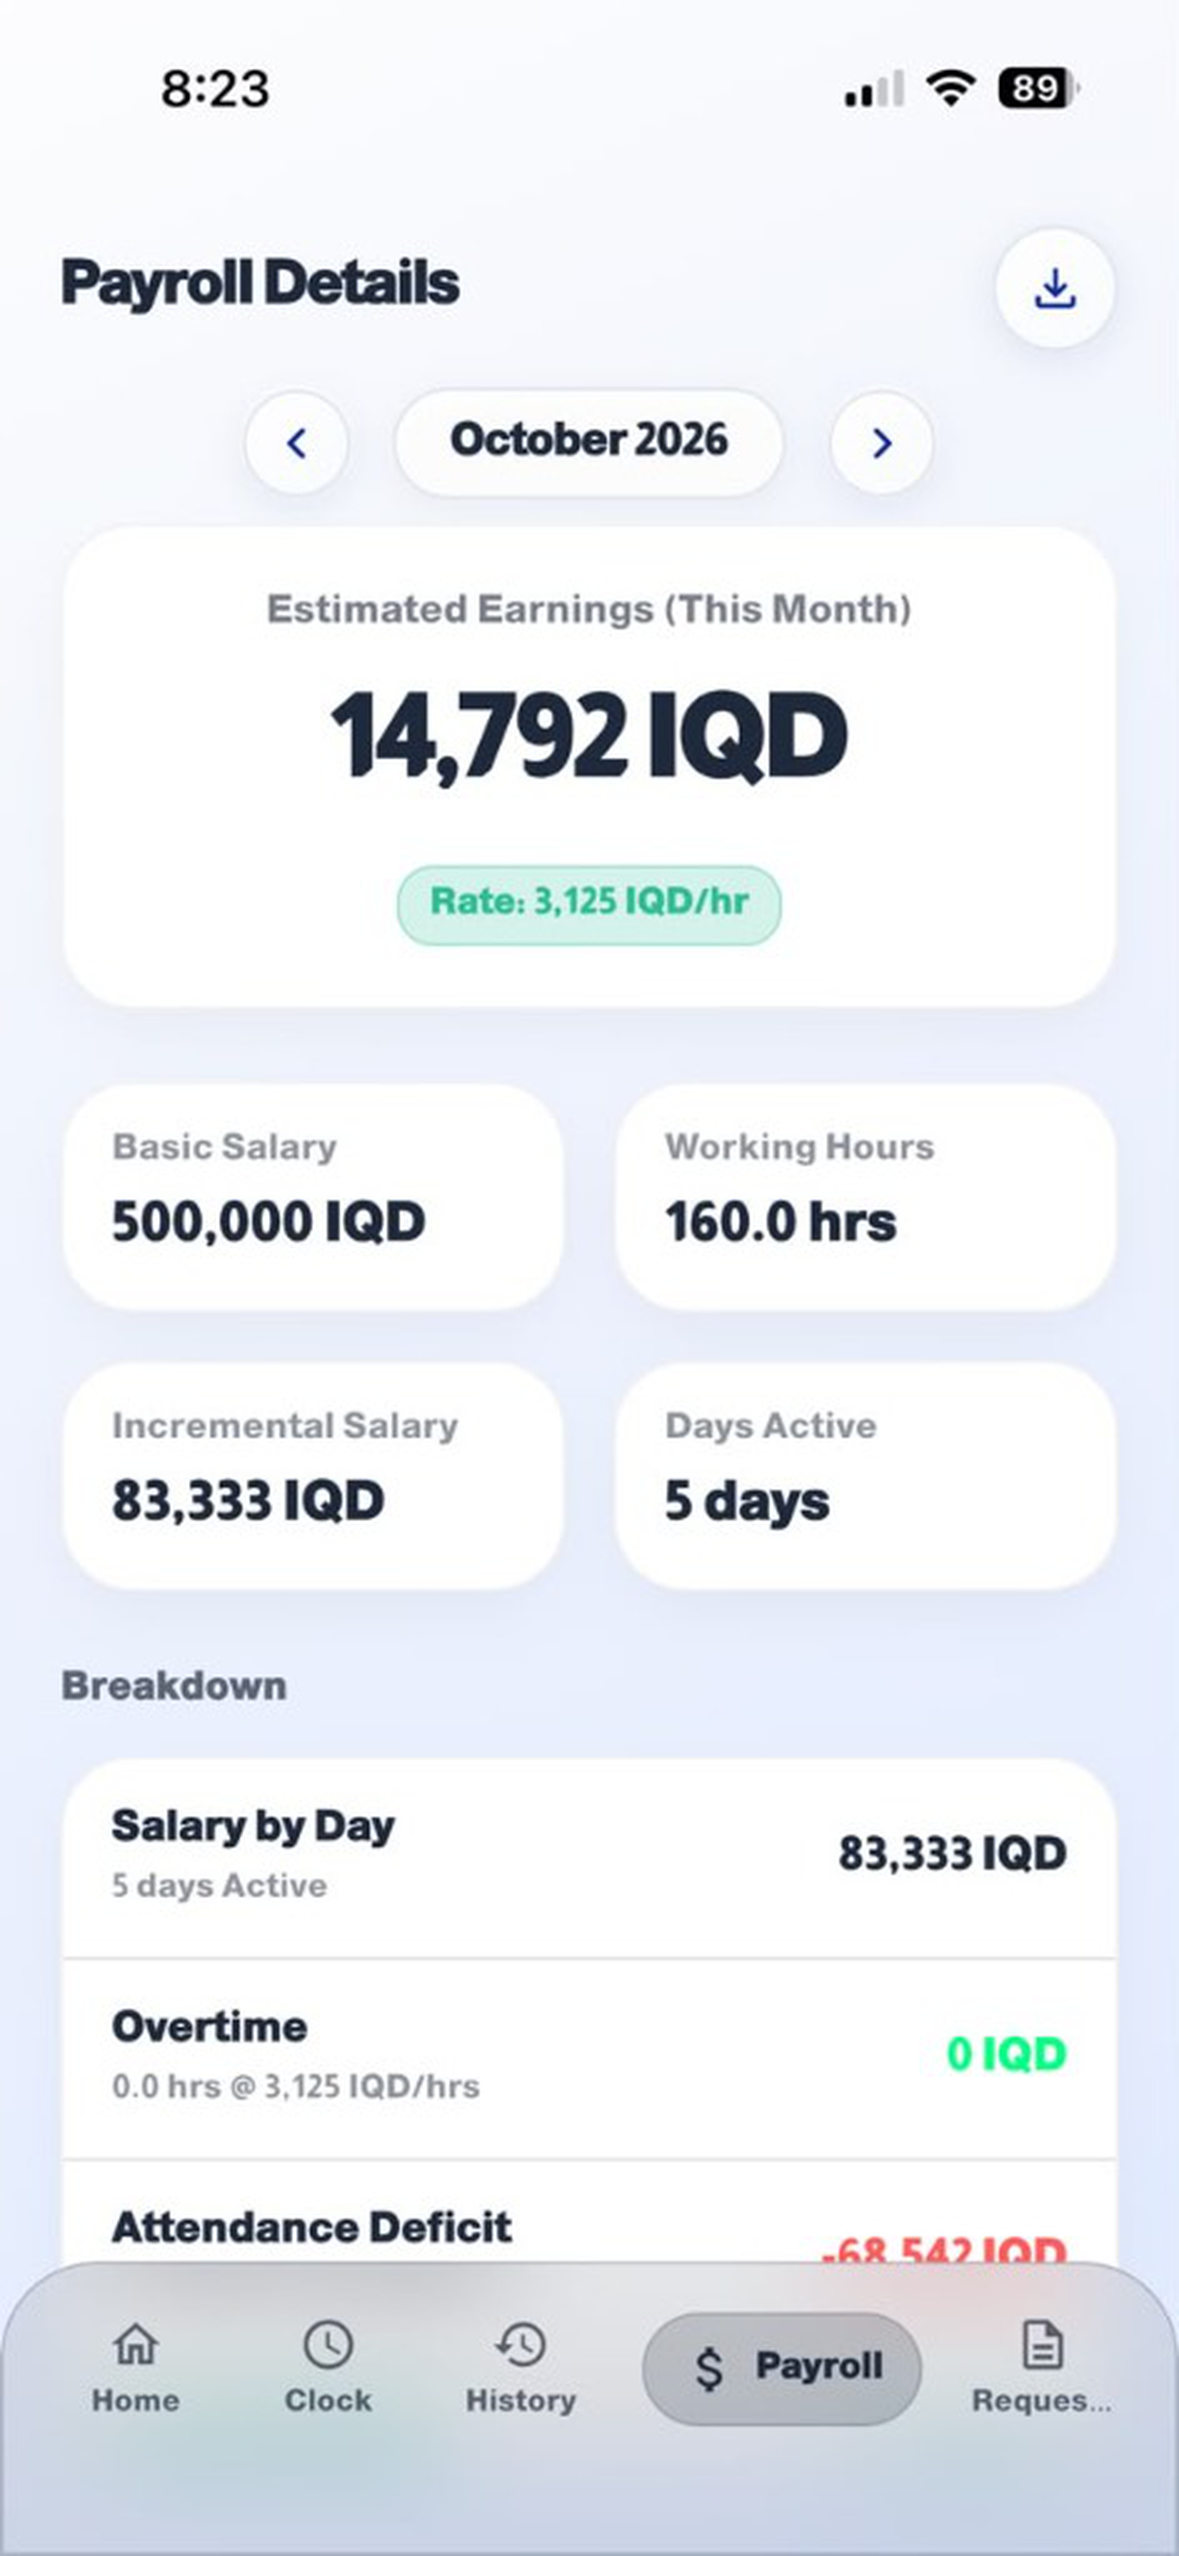 8:23
89
Payroll Details
October 2026
Estimated Earnings (This Month)
14,792 IQD
Rate: 3,125 IQD/hr
Basic Salary
500,000 IQD
Working Hours
160.0 hrs
Incremental Salary
83,333 IQD
Days Active
5 days
Breakdown
Salary by Day
5 days Active
83,333 IQD
Overtime
0.0 hrs @ 3,125 IQD/hrs
0 IQD
Attendance Deficit
-68,542 IQD
Home
Clock
History
$ Payroll
Reques...